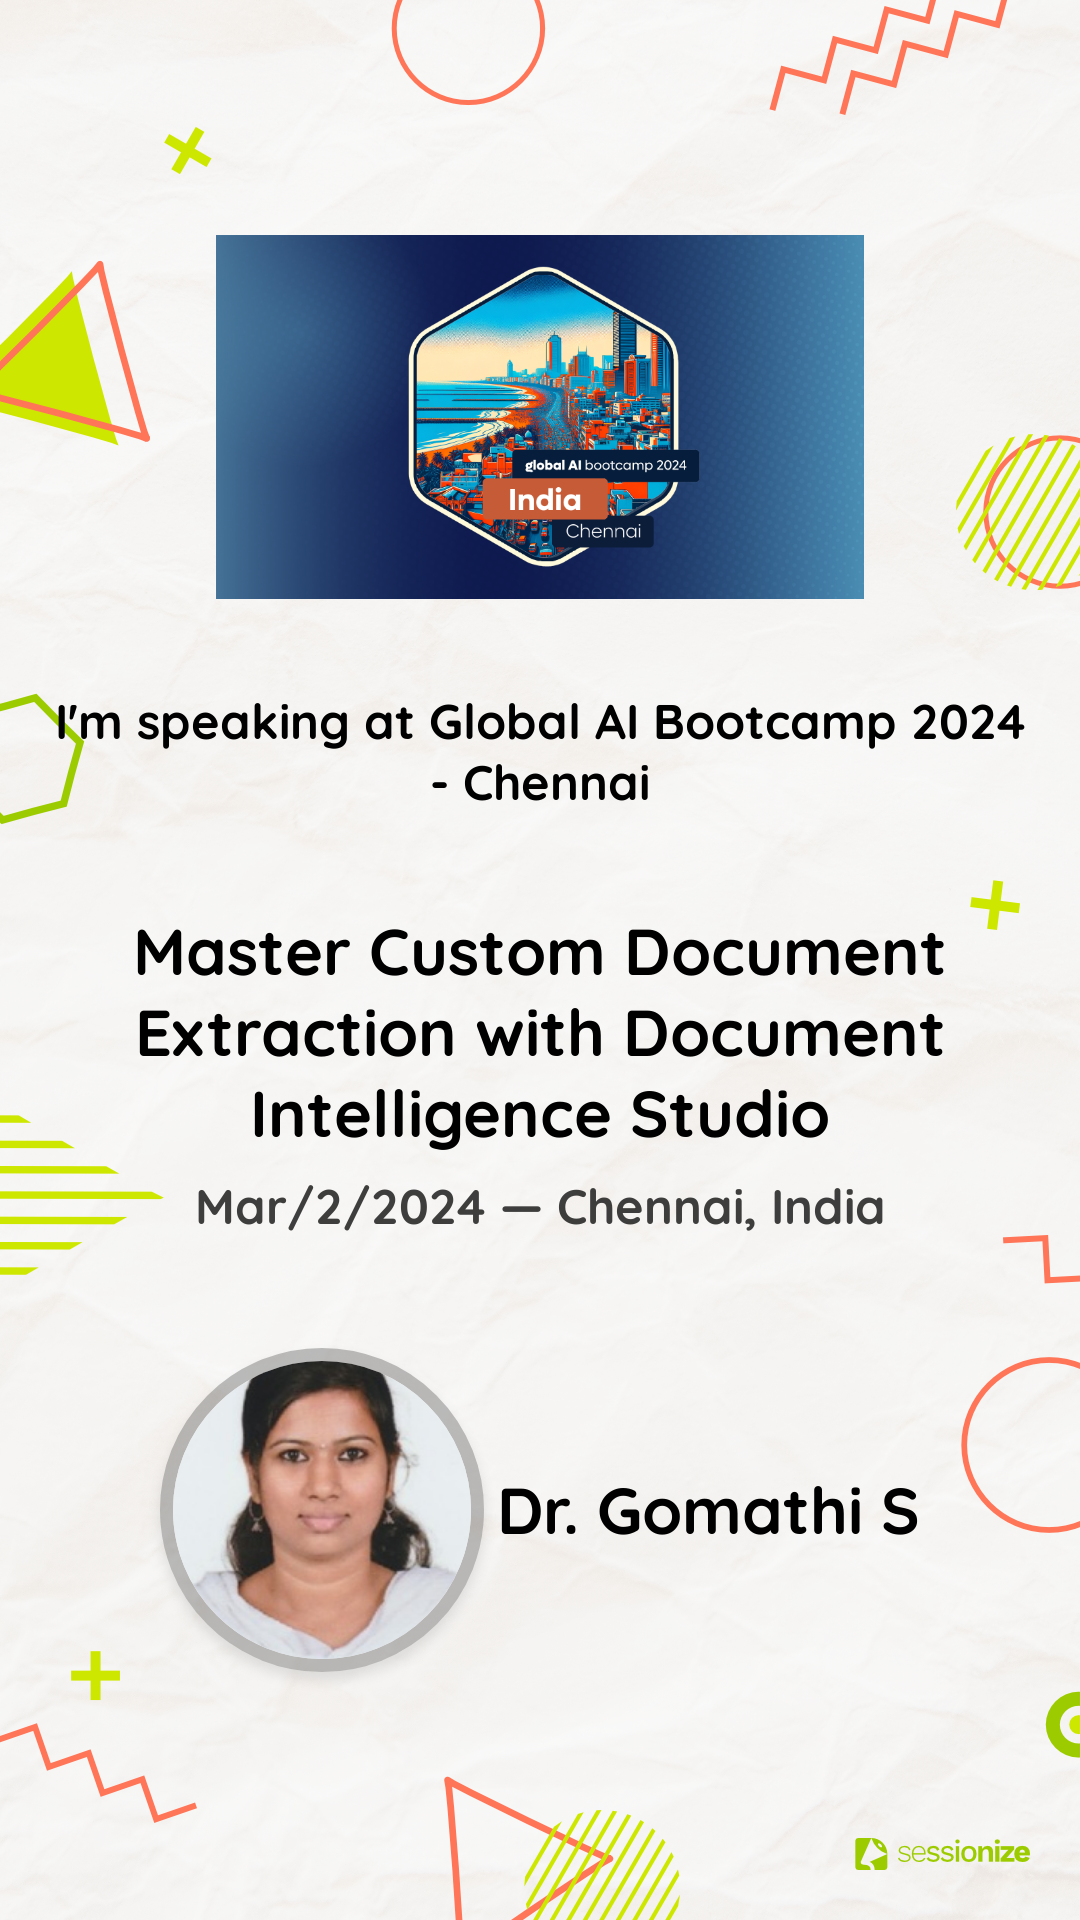 global AI bootcamp 2024
India
Chennai
I'm speaking at Global AI Bootcamp 2024
- Chennai
Master Custom Document
Extraction with Document
Intelligence Studio
Mar/2/2024 — Chennai, India
Dr. Gomathi S
sessionize